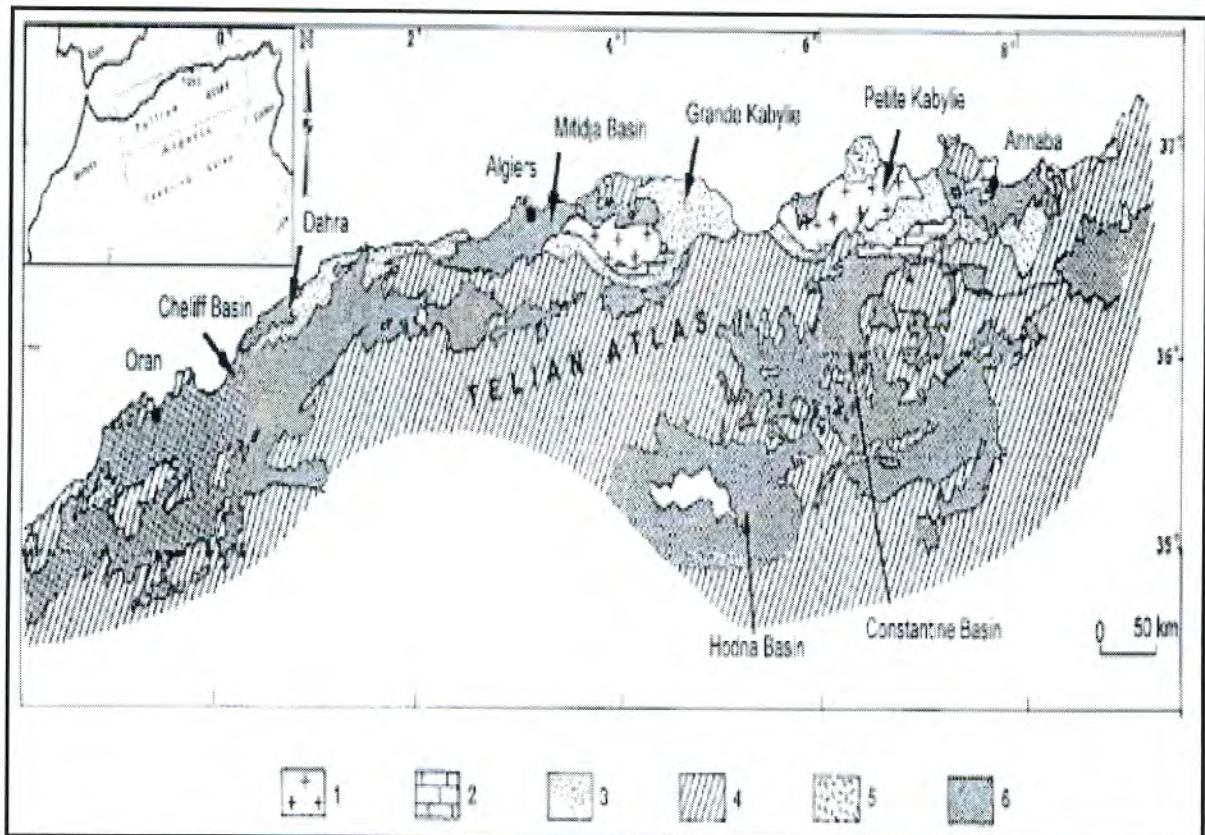 0°
2°
4°
6°
8°
Petite Kabylie
Grande Kabylie
Mitidja Basin
Annaba
37°
Algiers
Dahra
Cheliff Basin
Oran
36°
TELIAN ATLAS
35°
Constantine Basin
Hodna Basin
0 50 km
1
2
3
4
5
6